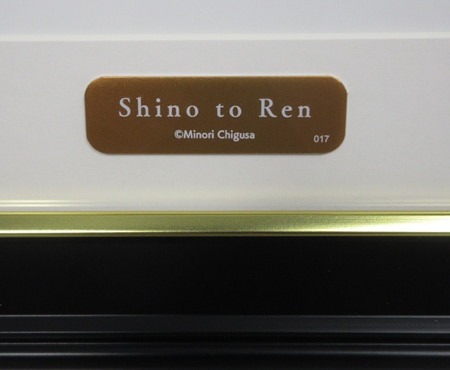 Shino to Ren
©Minori Chigusa
017